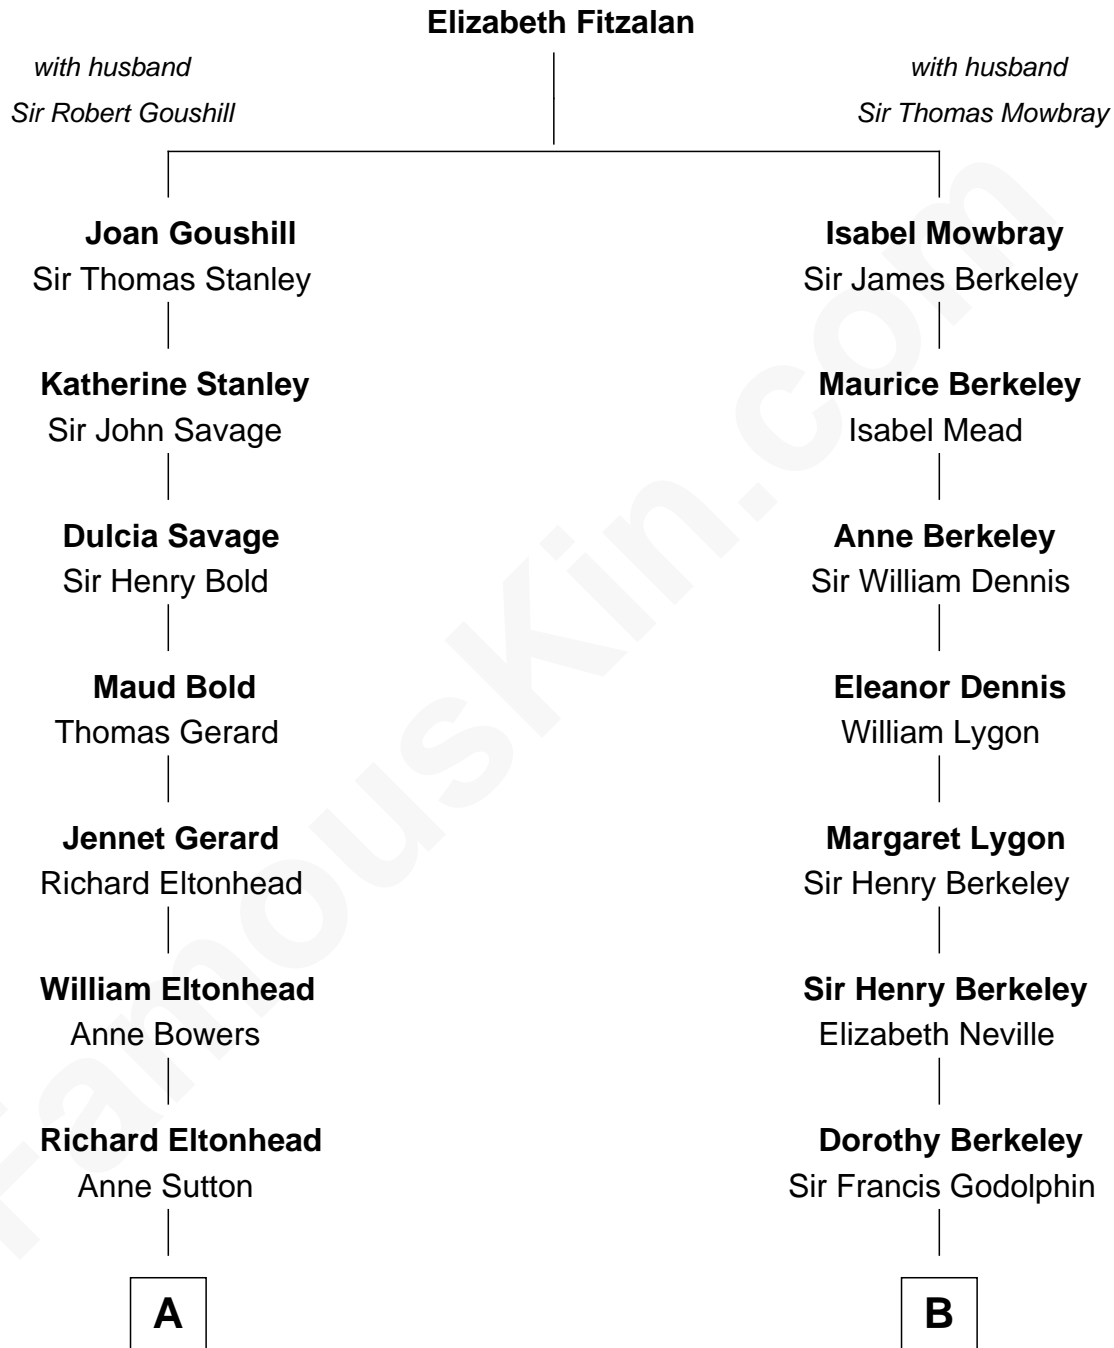 Elizabeth Fitzalan
with husband
Sir Robert Goushill
with husband
Sir Thomas Mowbray
Joan Goushill
Sir Thomas Stanley
Isabel Mowbray
Sir James Berkeley
Katherine Stanley
Sir John Savage
Maurice Berkeley
Isabel Mead
Dulcia Savage
Sir Henry Bold
Anne Berkeley
Sir William Dennis
Maud Bold
Thomas Gerard
Eleanor Dennis
William Lygon
Jennet Gerard
Richard Eltonhead
Margaret Lygon
Sir Henry Berkeley
William Eltonhead
Anne Bowers
Sir Henry Berkeley
Elizabeth Neville
Richard Eltonhead
Anne Sutton
Dorothy Berkeley
Sir Francis Godolphin
A
B
FamousKin.com